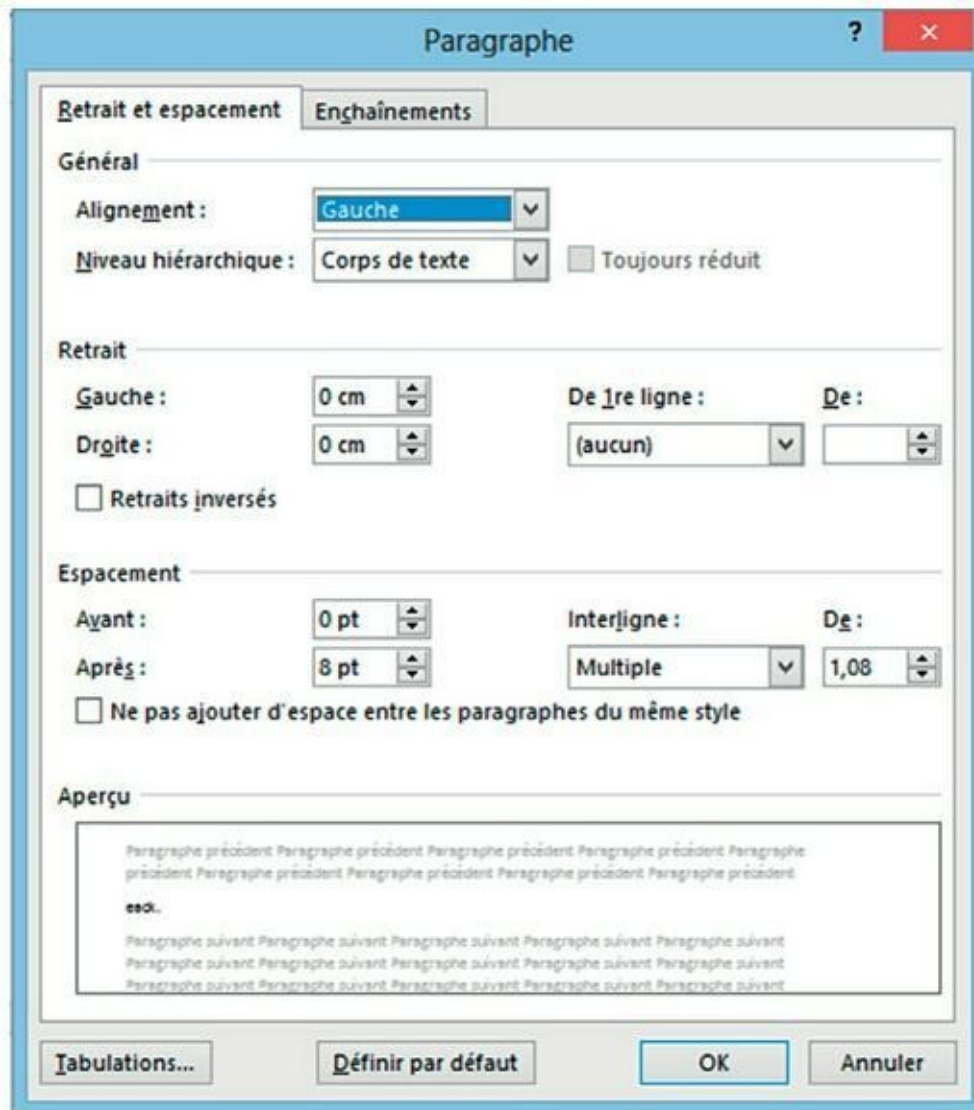 Paragraphe ?
Retrait et espacement Enchaînements
Général
Alignement : Gauche
Niveau hiérarchique : Corps de texte Toujours réduit
Retrait
Gauche : 0 cm De 1re ligne : De :
Droite : 0 cm (aucun)
Retraits inversés
Espacement
Avant : 0 pt Interligne : De :
Après : 8 pt Multiple 1,08
Ne pas ajouter d'espace entre les paragraphes du même style
Aperçu
Paragraphe précédent Paragraphe précédent Paragraphe précédent Paragraphe précédent Paragraphe
précédent Paragraphe précédent Paragraphe précédent Paragraphe précédent Paragraphe précédent
Paragraphe suivant Paragraphe suivant Paragraphe suivant Paragraphe suivant Paragraphe suivant
Paragraphe suivant Paragraphe suivant Paragraphe suivant Paragraphe suivant Paragraphe suivant
Paragraphe suivant Paragraphe suivant Paragraphe suivant Paragraphe suivant Paragraphe suivant
Tabulations... Définir par défaut OK Annuler